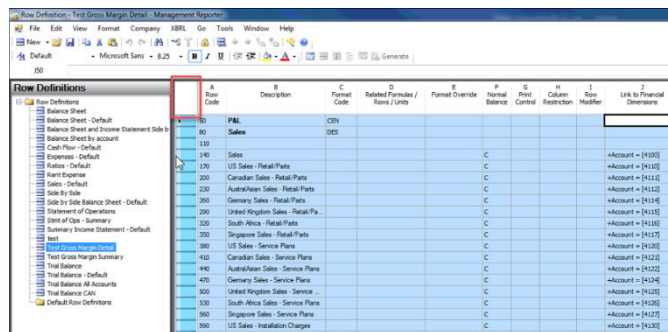 Row Definition - Test Gross Margin Detail - Management Reporter
File Edit View Format Company XBRL Go Tools Window Help
New
Default Microsoft Sans 8.25 B I U A Generate
J50
Row Definitions
Row Definitions
Balance Sheet
Balance Sheet - Default
Balance Sheet and Income Statement Side b
Balance Sheet by account
Cash Flow - Default
Expenses - Default
Ratios - Default
Rent Expense
Sales - Default
Side By Side
Side by Side Balance Sheet - Default
Statement of Operations
Stmt of Ops - Summary
Summary Income Statement - Default
test
Test Gross Margin Detail
Test Gross Margin Summary
Trial Balance
Trial Balance - Default
Trial Balance All Accounts
Trial Balance CAN
Default Row Definitions
A B C D E F G H I J
Row Code Description Format Code Related Formulas / Rows / Units Format Override Normal Balance Print Control Column Restriction Row Modifier Link to Financial Dimensions
50 P&L CEN
80 Sales DES
110
140 Sales C +Account = [4100]
170 US Sales - Retail/Parts C +Account = [4110]
200 Canadian Sales - Retail/Parts C +Account = [4111]
230 AustralAsian Sales - Retail/Parts C +Account = [4112]
260 Germany Sales - Retail/Parts C +Account = [4114]
290 United Kingdom Sales - Retail/Pa... C +Account = [4115]
320 South Africa - Retail/Parts C +Account = [4116]
350 Singapore Sales - Retail/Parts C +Account = [4117]
380 US Sales - Service Plans C +Account = [4120]
410 Canadian Sales - Service Plans C +Account = [4121]
440 AustralAsian Sales - Service Plans C +Account = [4122]
470 Germany Sales - Service Plans C +Account = [4124]
500 United Kingdom Sales - Service ... C +Account = [4125]
530 South Africa Sales - Service Plans C +Account = [4126]
560 Singapore Sales - Service Plans C +Account = [4127]
590 US Sales - Installation Charges C +Account = [4130]